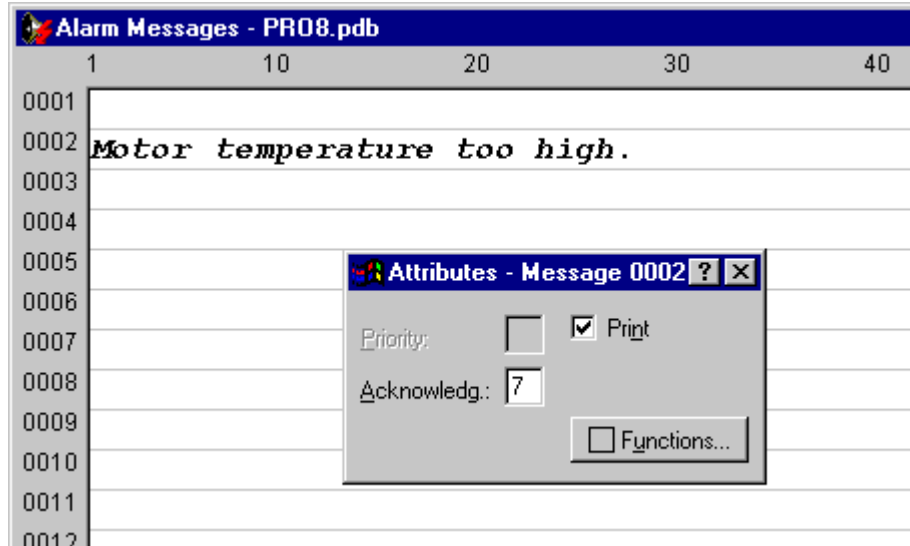 Alarm Messages - PRO8.pdb
1 10 20 30 40
0001
0002 Motor temperature too high.
0003
0004
0005
Attributes - Message 0002 ? X
0006
0007
Priority: Print
0008
Acknowledg.: 7
0009
Functions...
0010
0011
0012